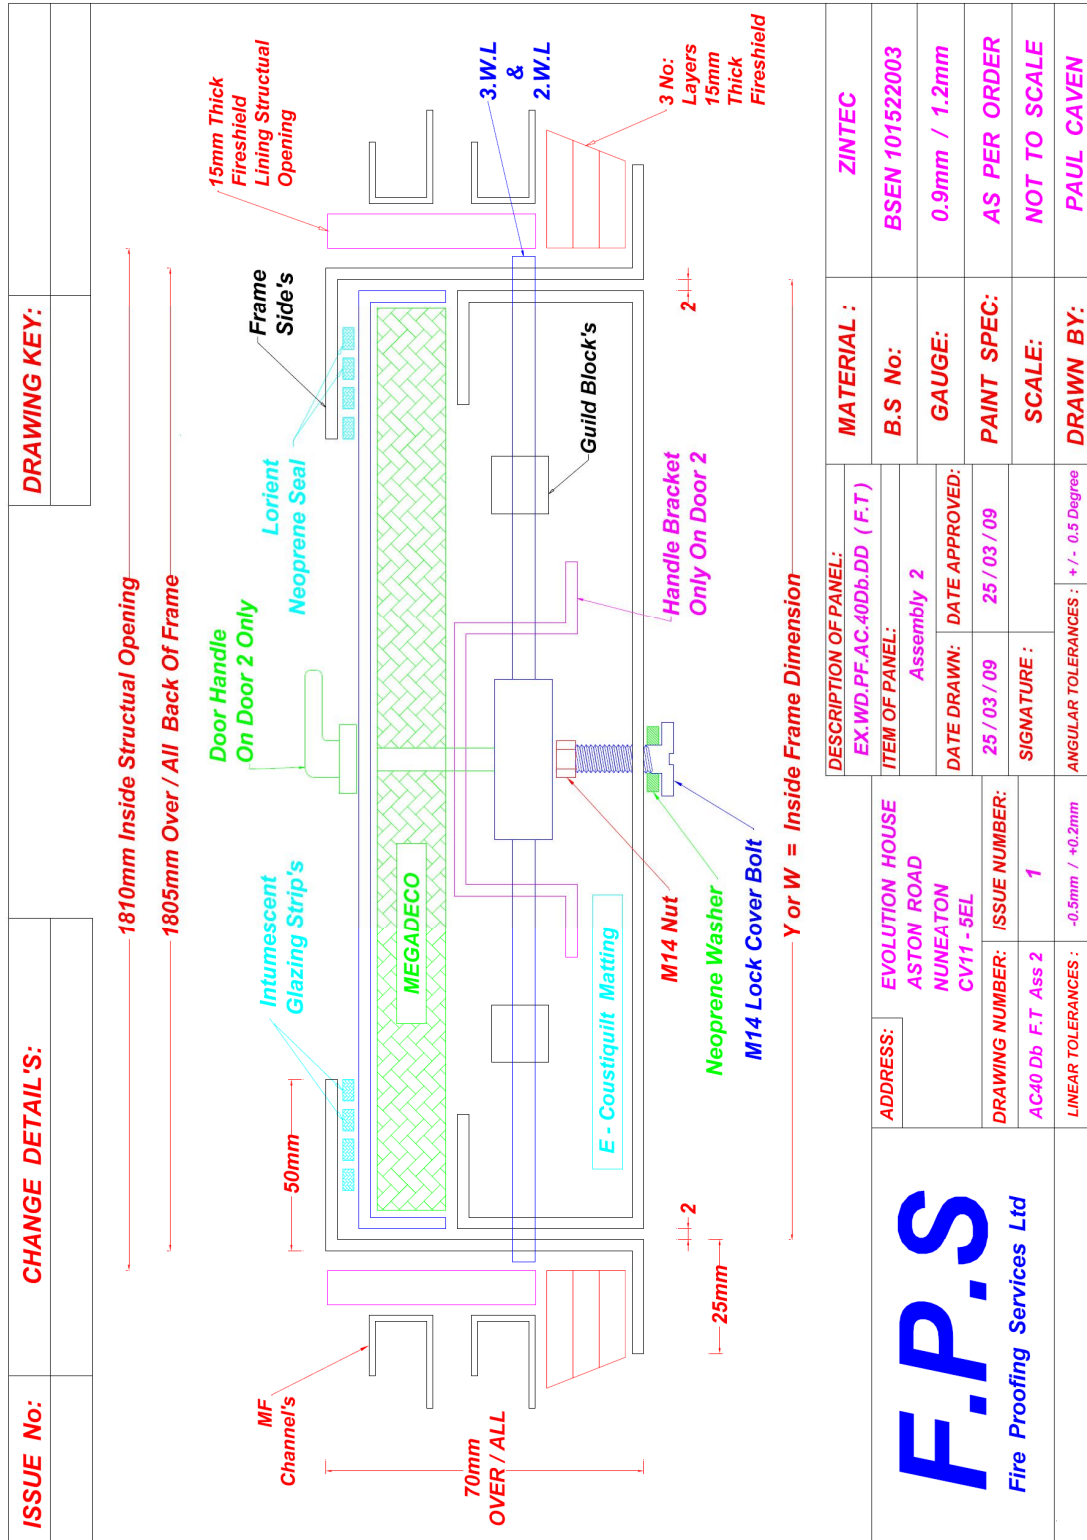 ISSUE No:
CHANGE DETAIL'S:
DRAWING KEY:
1810mm Inside Structual Opening
1805mm Over / All Back Of Frame
15mm Thick
Fireshield
Lining Structual
Opening
Frame
Side's
Door Handle
On Door 2 Only
Lorient
Neoprene Seal
Intumescent
Glazing Strip's
50mm
MF
Channel's
3.W.L
&
2.W.L
3 No:
Layers
15mm
Thick
Fireshield
MEGADECO
Guild Block's
Handle Bracket
Only On Door 2
E - Coustiquilt Matting
70mm
OVER / ALL
M14 Nut
Neoprene Washer
M14 Lock Cover Bolt
2
2
25mm
Y or W = Inside Frame Dimension
F.P.S
Fire Proofing Services Ltd
ADDRESS:
EVOLUTION HOUSE
ASTON ROAD
NUNEATON
CV11 - 5EL
DRAWING NUMBER:
ISSUE NUMBER:
AC40 Db F.T Ass 2
1
LINEAR TOLERANCES :
-0.5mm / +0.2mm
DESCRIPTION OF PANEL:
EX.WD.PF.AC.40Db.DD ( F.T )
ITEM OF PANEL:
Assembly 2
DATE DRAWN:
DATE APPROVED:
25 / 03 / 09
25 / 03 / 09
SIGNATURE :
ANGULAR TOLERANCES :
+ / - 0.5 Degree
MATERIAL :
ZINTEC
B.S No:
BSEN 101522003
GAUGE:
0.9mm / 1.2mm
PAINT SPEC:
AS PER ORDER
SCALE:
NOT TO SCALE
DRAWN BY:
PAUL CAVEN